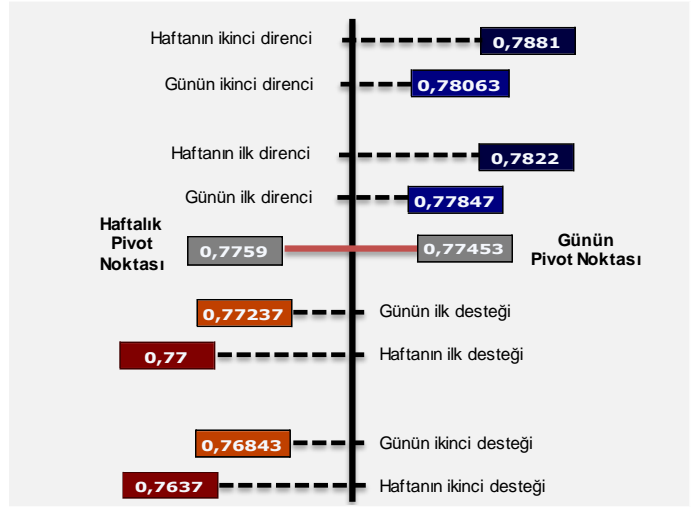 Haftanın ikinci direnci
0,7881
Günün ikinci direnci
0,78063
Haftanın ilk direnci
0,7822
Günün ilk direnci
0,77847
Haftalık
Pivot
Noktası
0,7759
0,77453
Günün
Pivot Noktası
0,77237
Günün ilk desteği
0,77
Haftanın ilk desteği
0,76843
Günün ikinci desteği
0,7637
Haftanın ikinci desteği